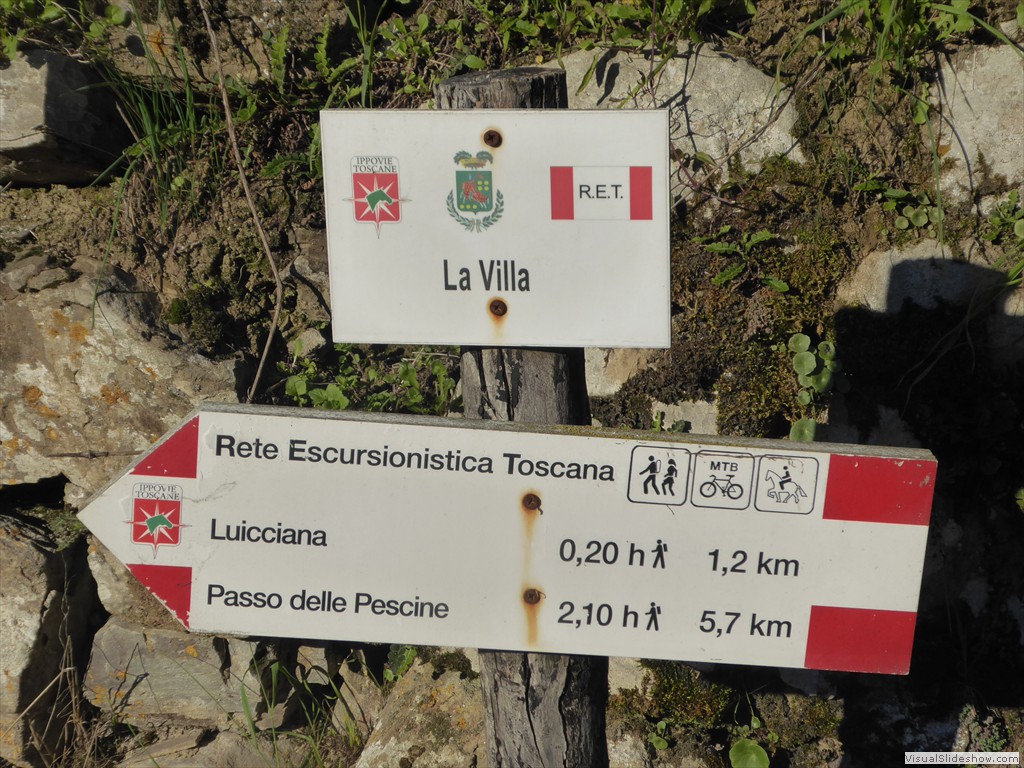 IPPOVIE
TOSCANE
R.E.T.
La Villa
Rete Escursionistica Toscana
MTB
IPPOVIE
TOSCANE
Luicciana 0,20 h 1,2 km
Passo delle Pescine 2,10 h 5,7 km
VisualSlideshow.com